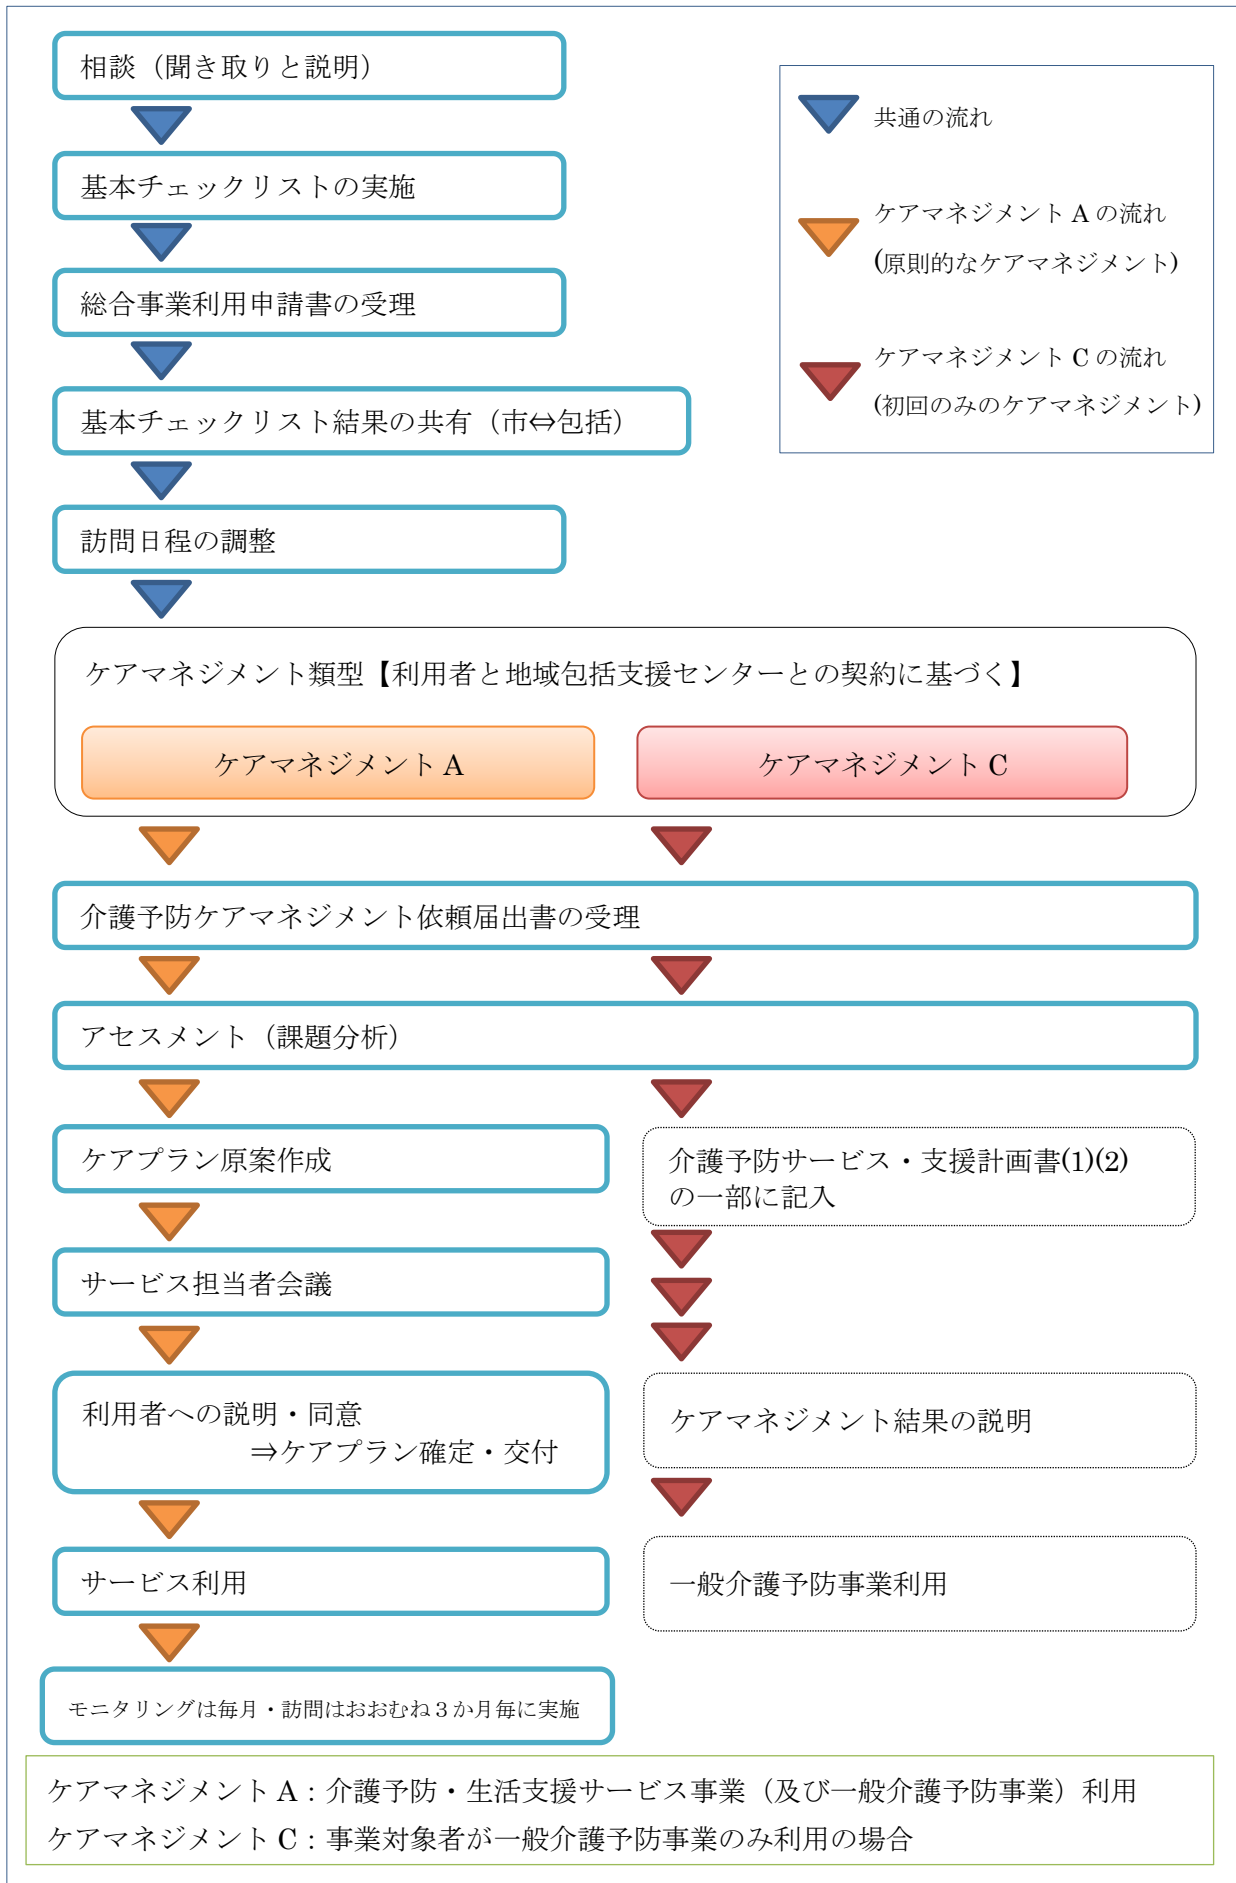 相談（聞き取りと説明）
共通の流れ
ケアマネジメント A の流れ
(原則的なケアマネジメント)
ケアマネジメント C の流れ
(初回のみのケアマネジメント)
基本チェックリストの実施
総合事業利用申請書の受理
基本チェックリスト結果の共有（市⇔包括）
訪問日程の調整
ケアマネジメント類型【利用者と地域包括支援センターとの契約に基づく】
ケアマネジメント A
ケアマネジメント C
介護予防ケアマネジメント依頼届出書の受理
アセスメント（課題分析）
ケアプラン原案作成
サービス担当者会議
利用者への説明・同意
⇒ケアプラン確定・交付
サービス利用
モニタリングは毎月・訪問はおおむね３か月毎に実施
介護予防サービス・支援計画書(1)(2)
の一部に記入
ケアマネジメント結果の説明
一般介護予防事業利用
ケアマネジメント A：介護予防・生活支援サービス事業（及び一般介護予防事業）利用
ケアマネジメント C：事業対象者が一般介護予防事業のみ利用の場合